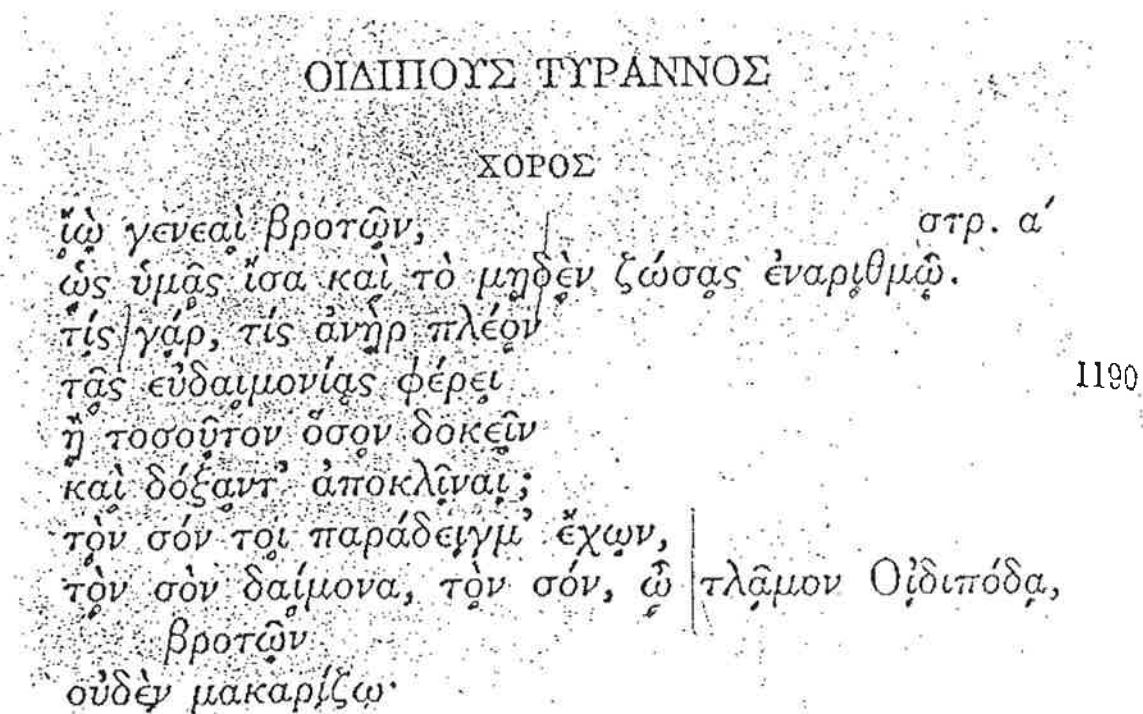 ΟΙΔΙΠΟΥΣ ΤΥΡΑΝΝΟΣ
ΧΟΡΟΣ
ἰὼ γενεαὶ βροτῶν, στρ. α΄
ὡς ὑμᾶς ἴσα καὶ τὸ μηδὲν ζώσας ἐναριθμῶ.
τίς γάρ, τίς ἀνὴρ πλέον
τᾶς εὐδαιμονίας φέρει 1190
ἢ τοσοῦτον ὅσον δοκεῖν
καὶ δόξαντ’ ἀποκλῖναι;
τὸν σόν τοι παράδειγμ’ ἔχων,
τὸν σὸν δαίμονα, τὸν σόν, ὦ τλᾶμον Οἰδιπόδα,
βροτῶν
οὐδὲν μακαρίζω·